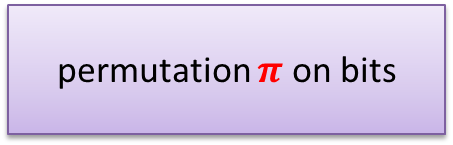 permutation π on bits